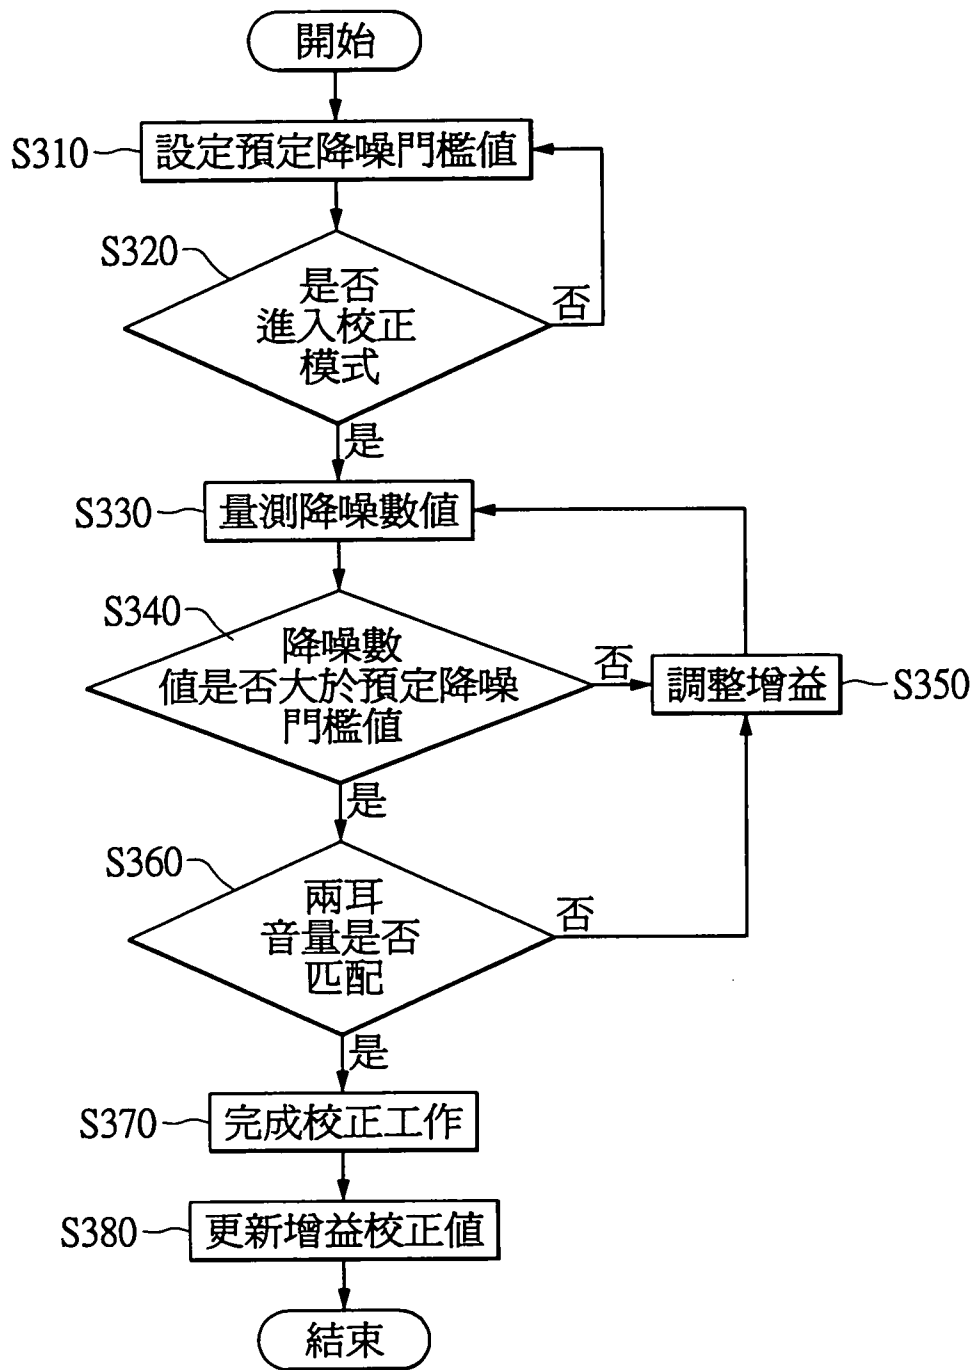 開始
S310
設定預定降噪門檻值
S320
是否
進入校正
模式
否
是
S330
量測降噪數值
S340
降噪數
值是否大於預定降噪
門檻值
否
調整增益
S350
是
S360
兩耳
音量是否
匹配
否
是
S370
完成校正工作
S380
更新增益校正值
結束